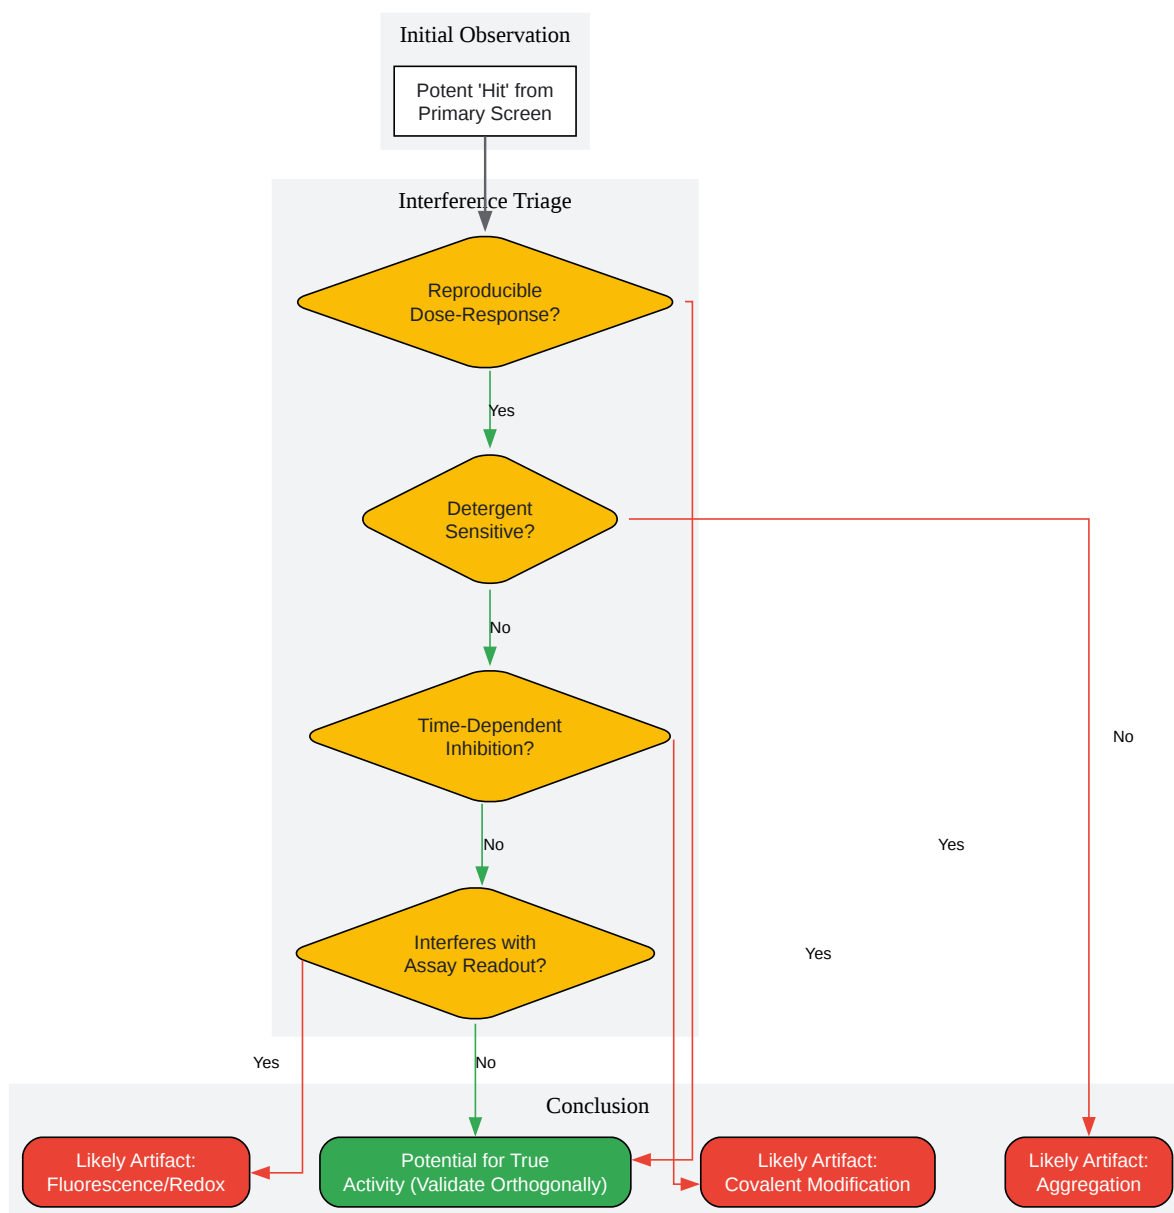 Initial Observation
Potent 'Hit' from
Primary Screen
Interference Triage
Reproducible
Dose-Response?
Yes
Detergent
Sensitive?
No
Time-Dependent
Inhibition?
No
No
Yes
Interferes with
Assay Readout?
Yes
Yes
No
Conclusion
Likely Artifact:
Fluorescence/Redox
Potential for True
Activity (Validate Orthogonally)
Likely Artifact:
Covalent Modification
Likely Artifact:
Aggregation